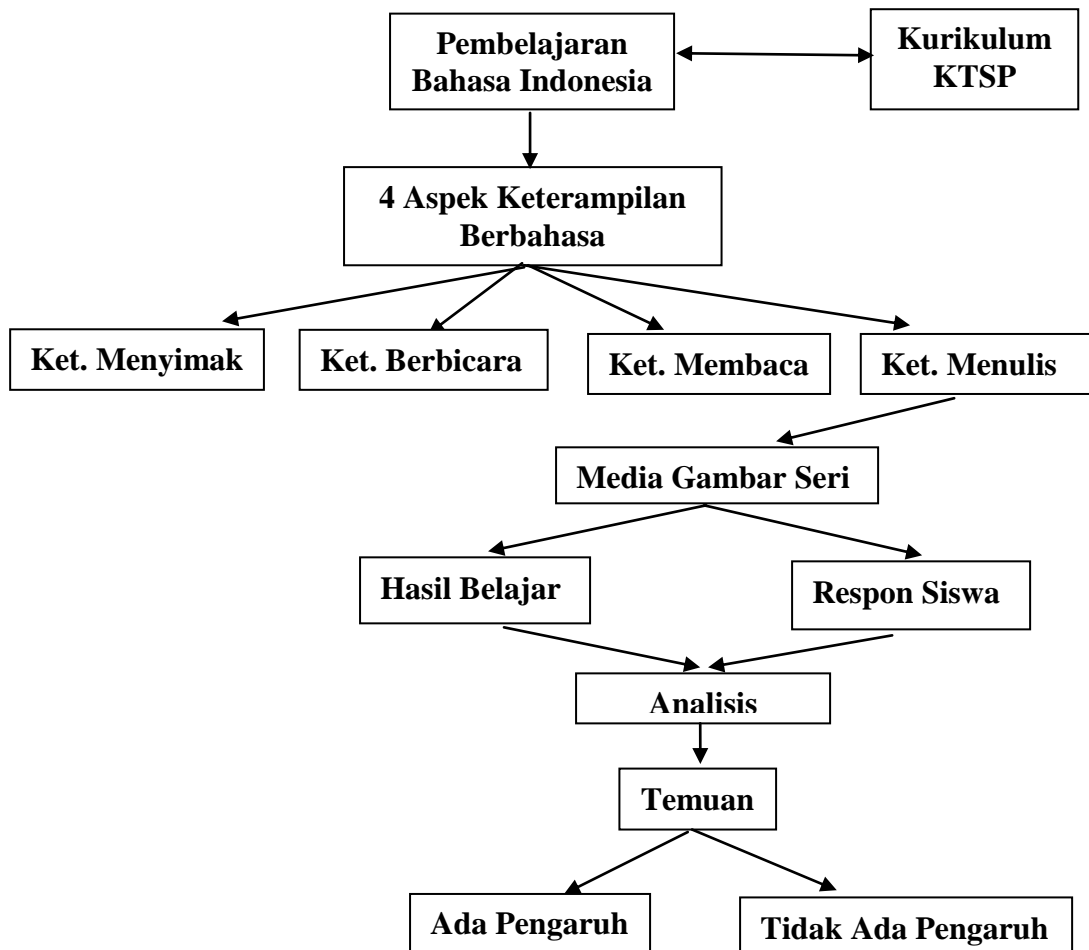 Pembelajaran
Bahasa Indonesia
Kurikulum
KTSP
4 Aspek Keterampilan
Berbahasa
Ket. Menyimak
Ket. Berbicara
Ket. Membaca
Ket. Menulis
Media Gambar Seri
Hasil Belajar
Respon Siswa
Analisis
Temuan
Ada Pengaruh
Tidak Ada Pengaruh